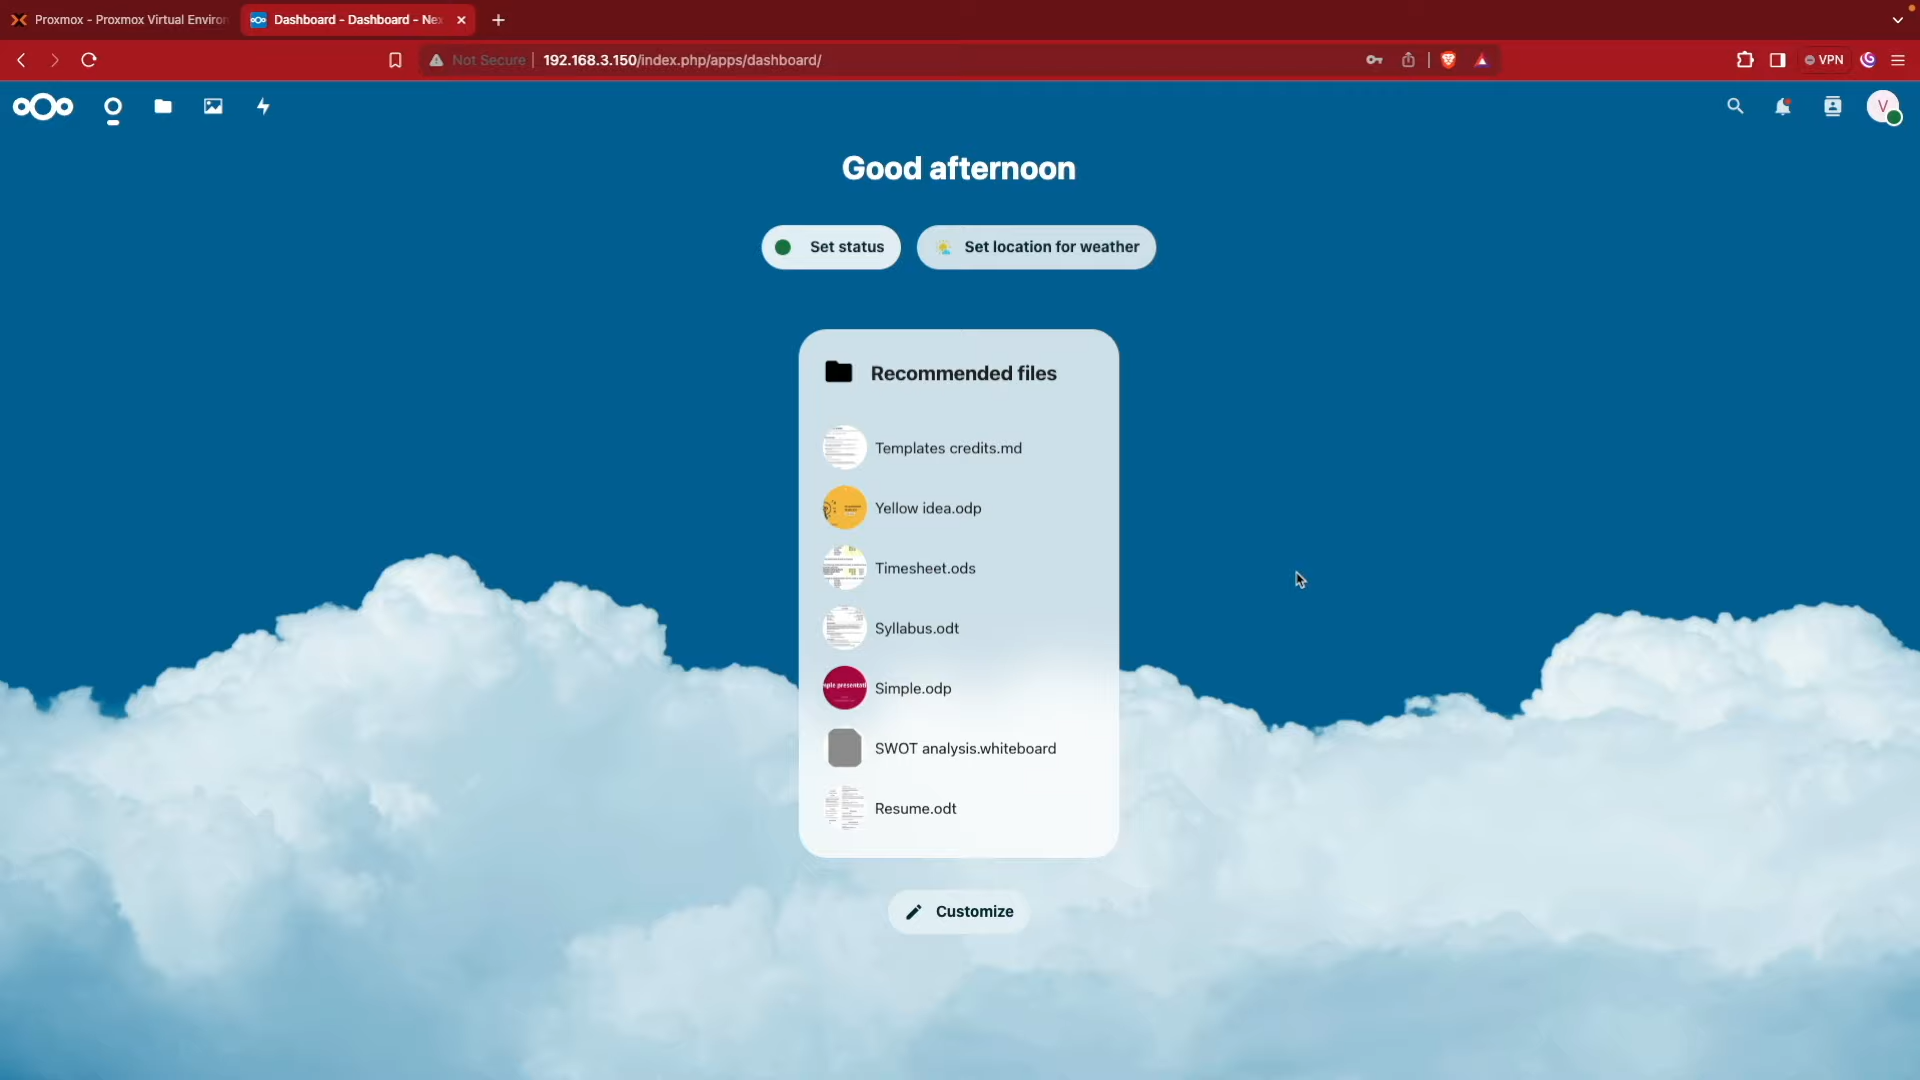 Proxmox - Proxmox Virtual Environ
Dashboard - Dashboard - Nex
Not Secure
192.168.3.150/index.php/apps/dashboard/
VPN
V
Good afternoon
Set status
Set location for weather
Recommended files
Templates credits.md
Yellow idea.odp
Timesheet.ods
Syllabus.odt
Simple.odp
SWOT analysis.whiteboard
Resume.odt
Customize